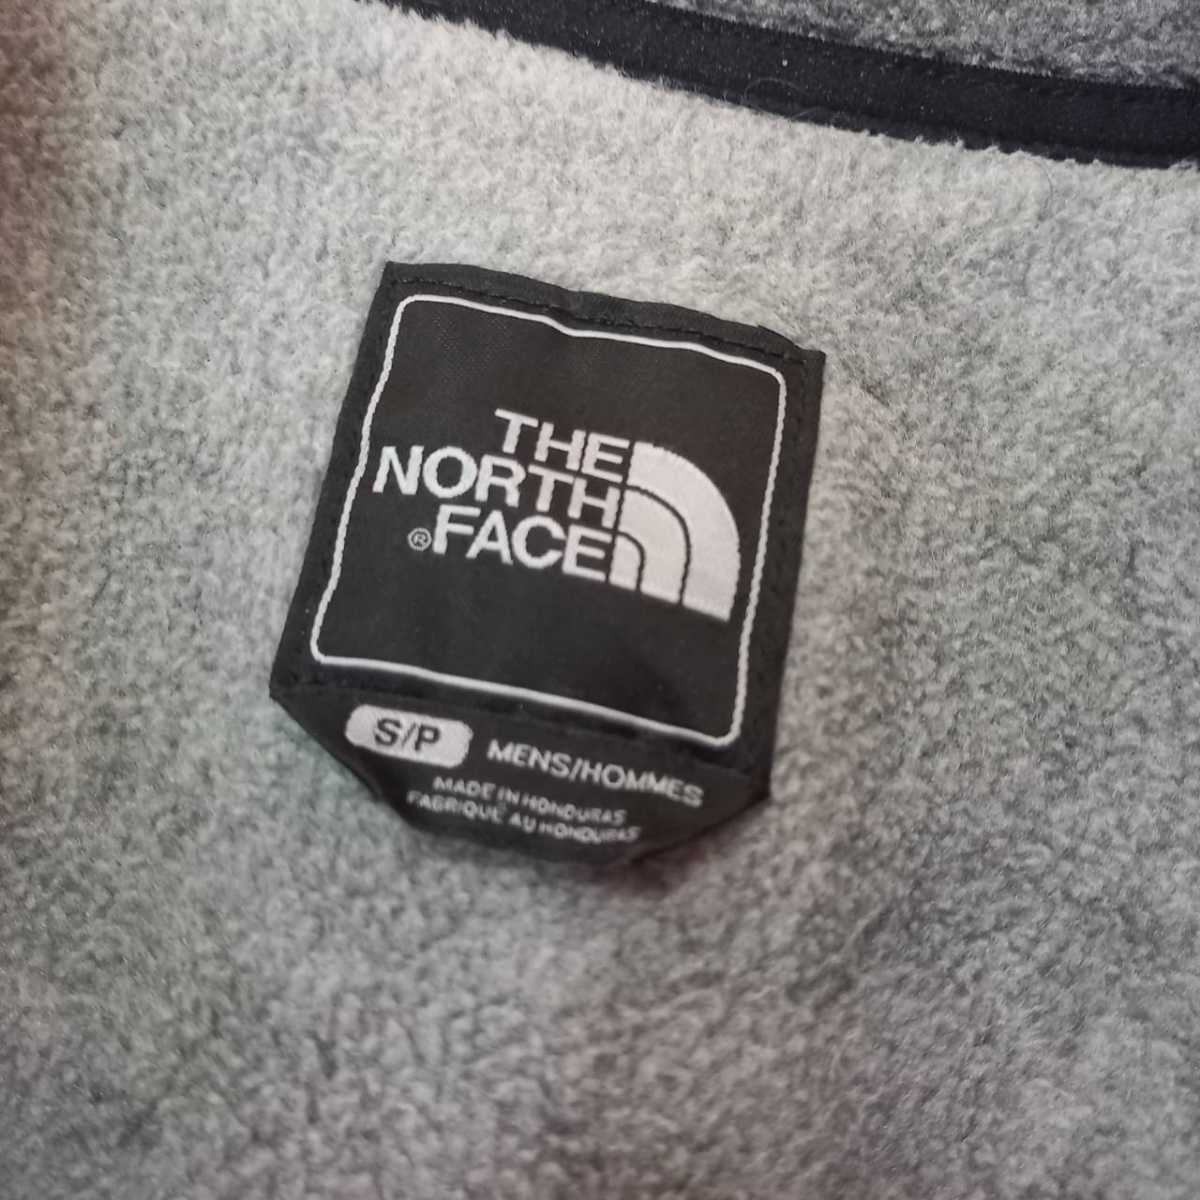 THE
NORTH
®FACE
S/P MENS/HOMMES
MADE IN HONDURAS
FABRIQUÉ AU HONDURAS